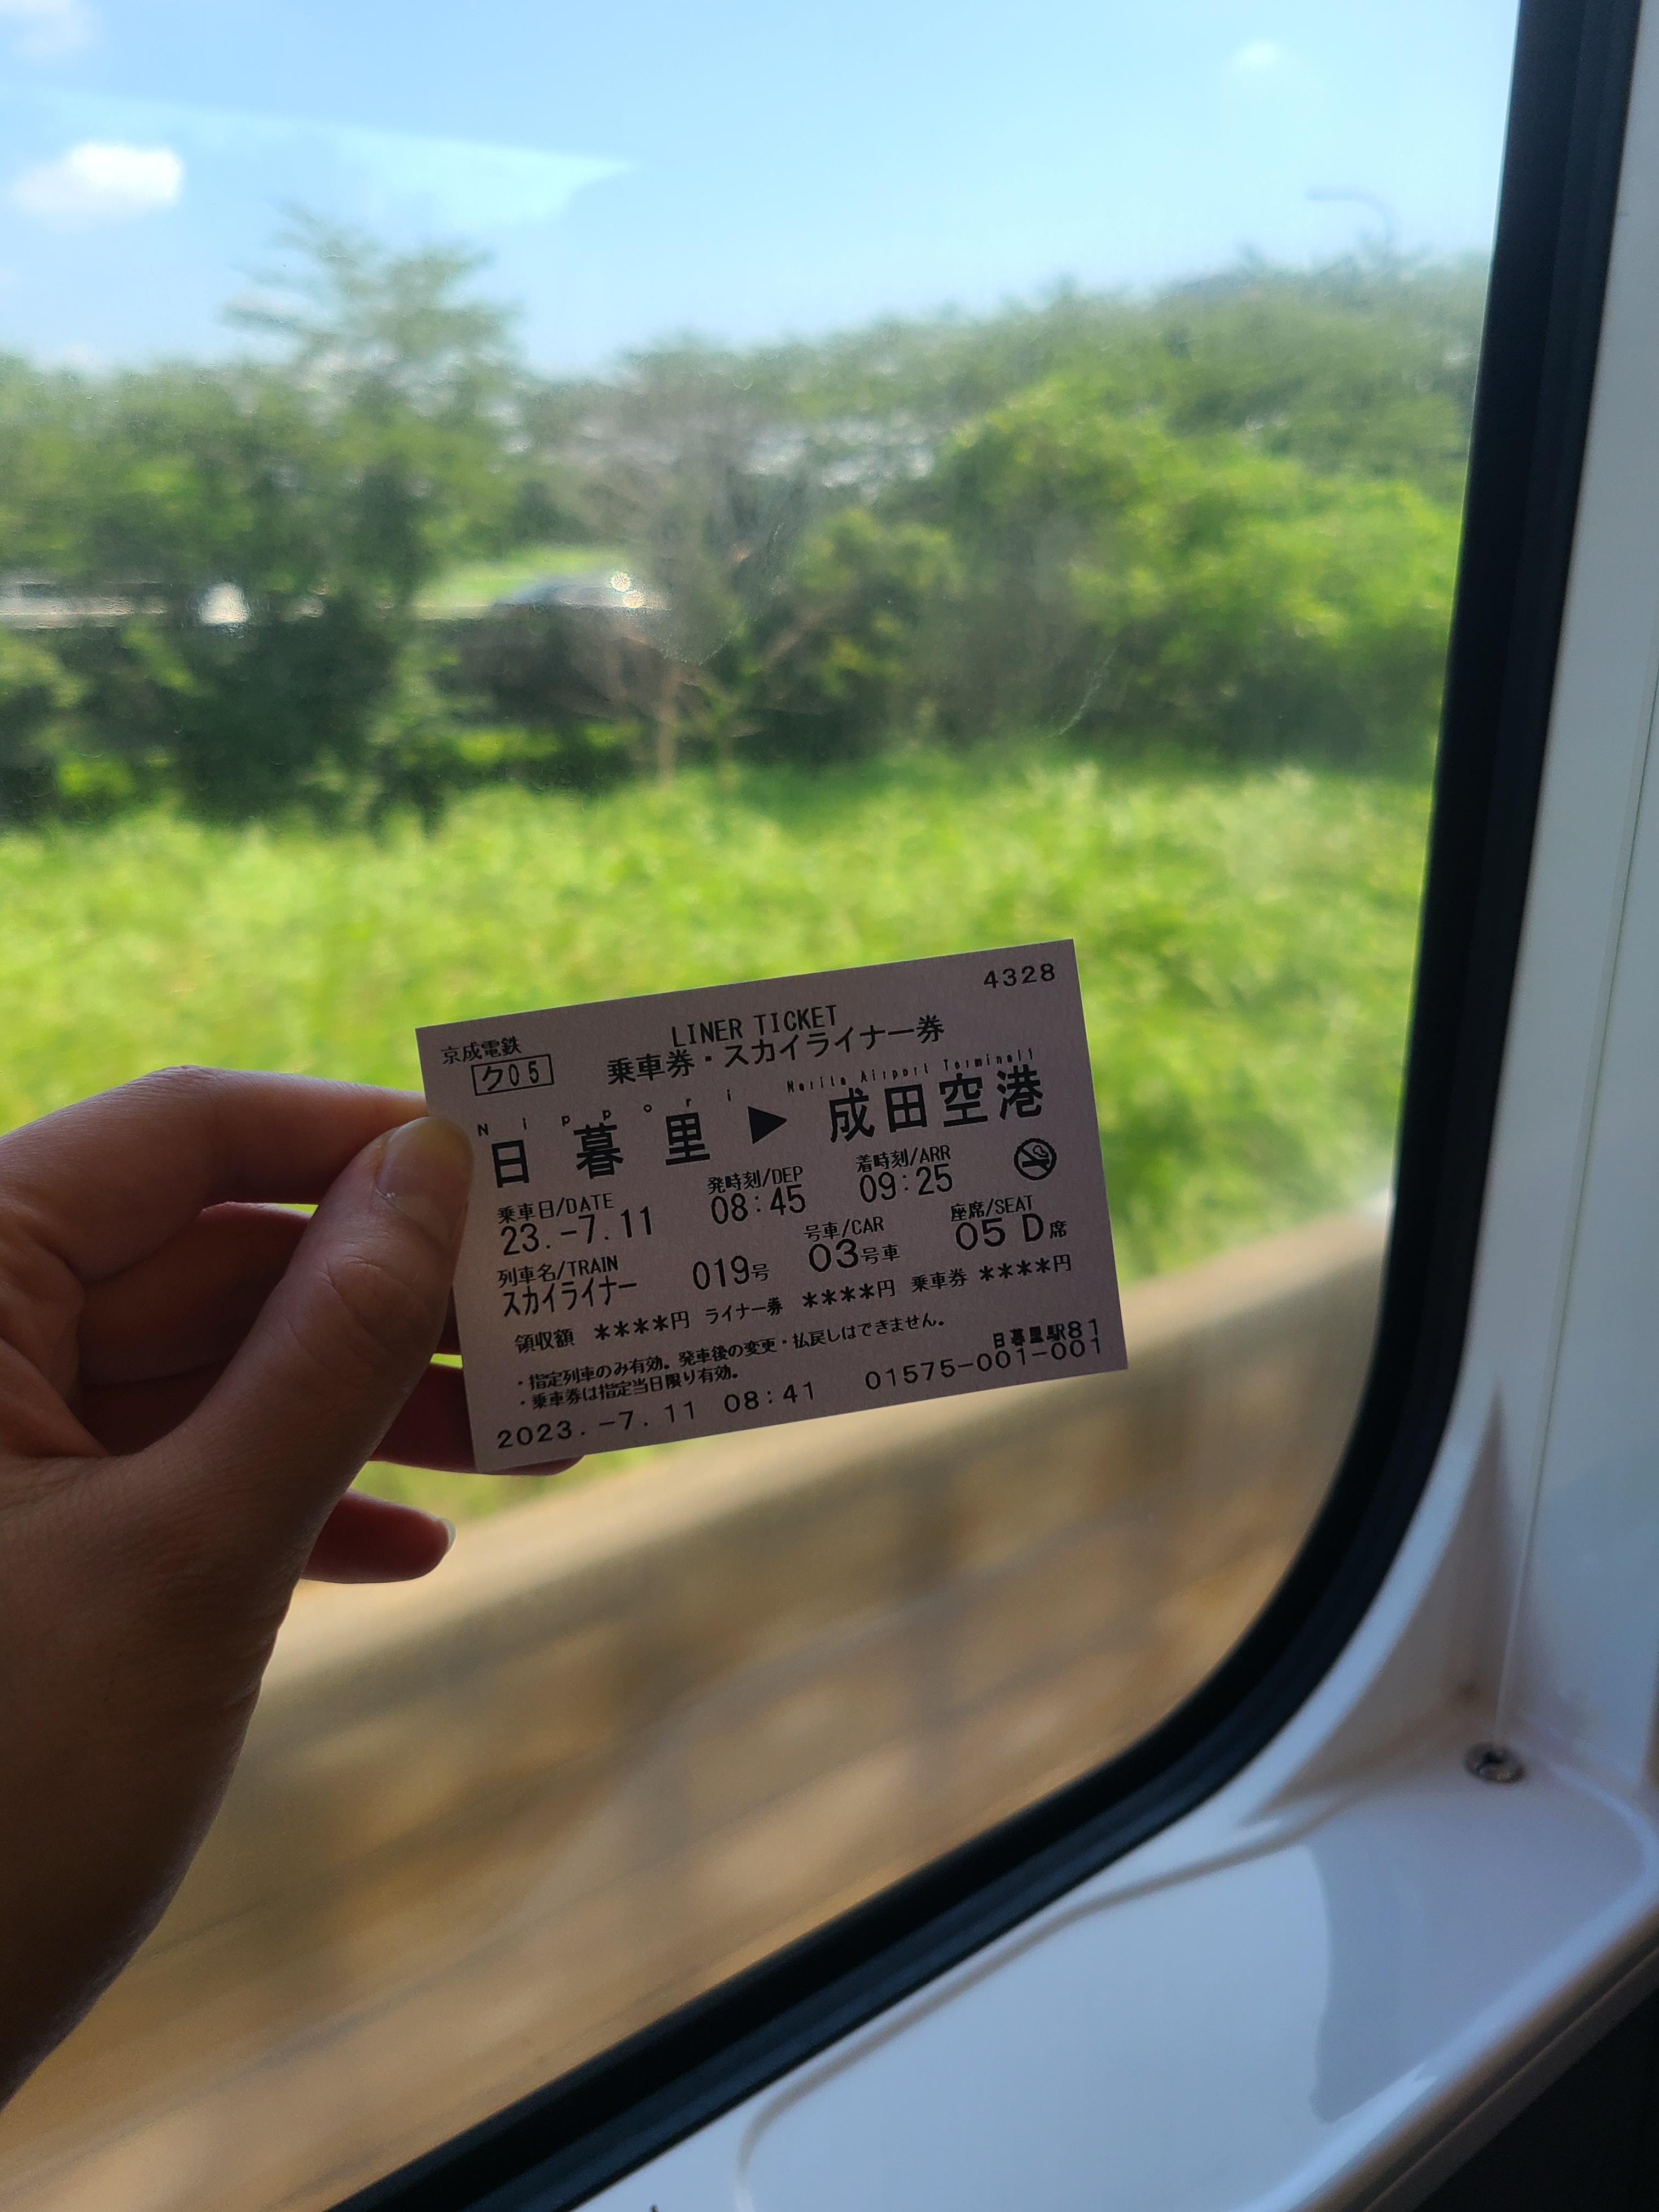 4328
京成電鉄
LINER TICKET
ク05
乗車券・スカイライナー券
Nippori Narita Airport Terminal1
日暮里▶成田空港
乗車日/DATE 発時刻/DEP 着時刻/ARR
23.-7.11 08:45 09:25
列車名/TRAIN 号車/CAR 座席/SEAT
スカイライナー 019号 03号車 05 D席
領収額 ****円 ライナー券 ****円 乗車券 ****円
・指定列車のみ有効。発車後の変更・払戻しはできません。
・乗車券は指定当日限り有効。
日暮里駅81
2023.-7.11 08:41 01575-001-001